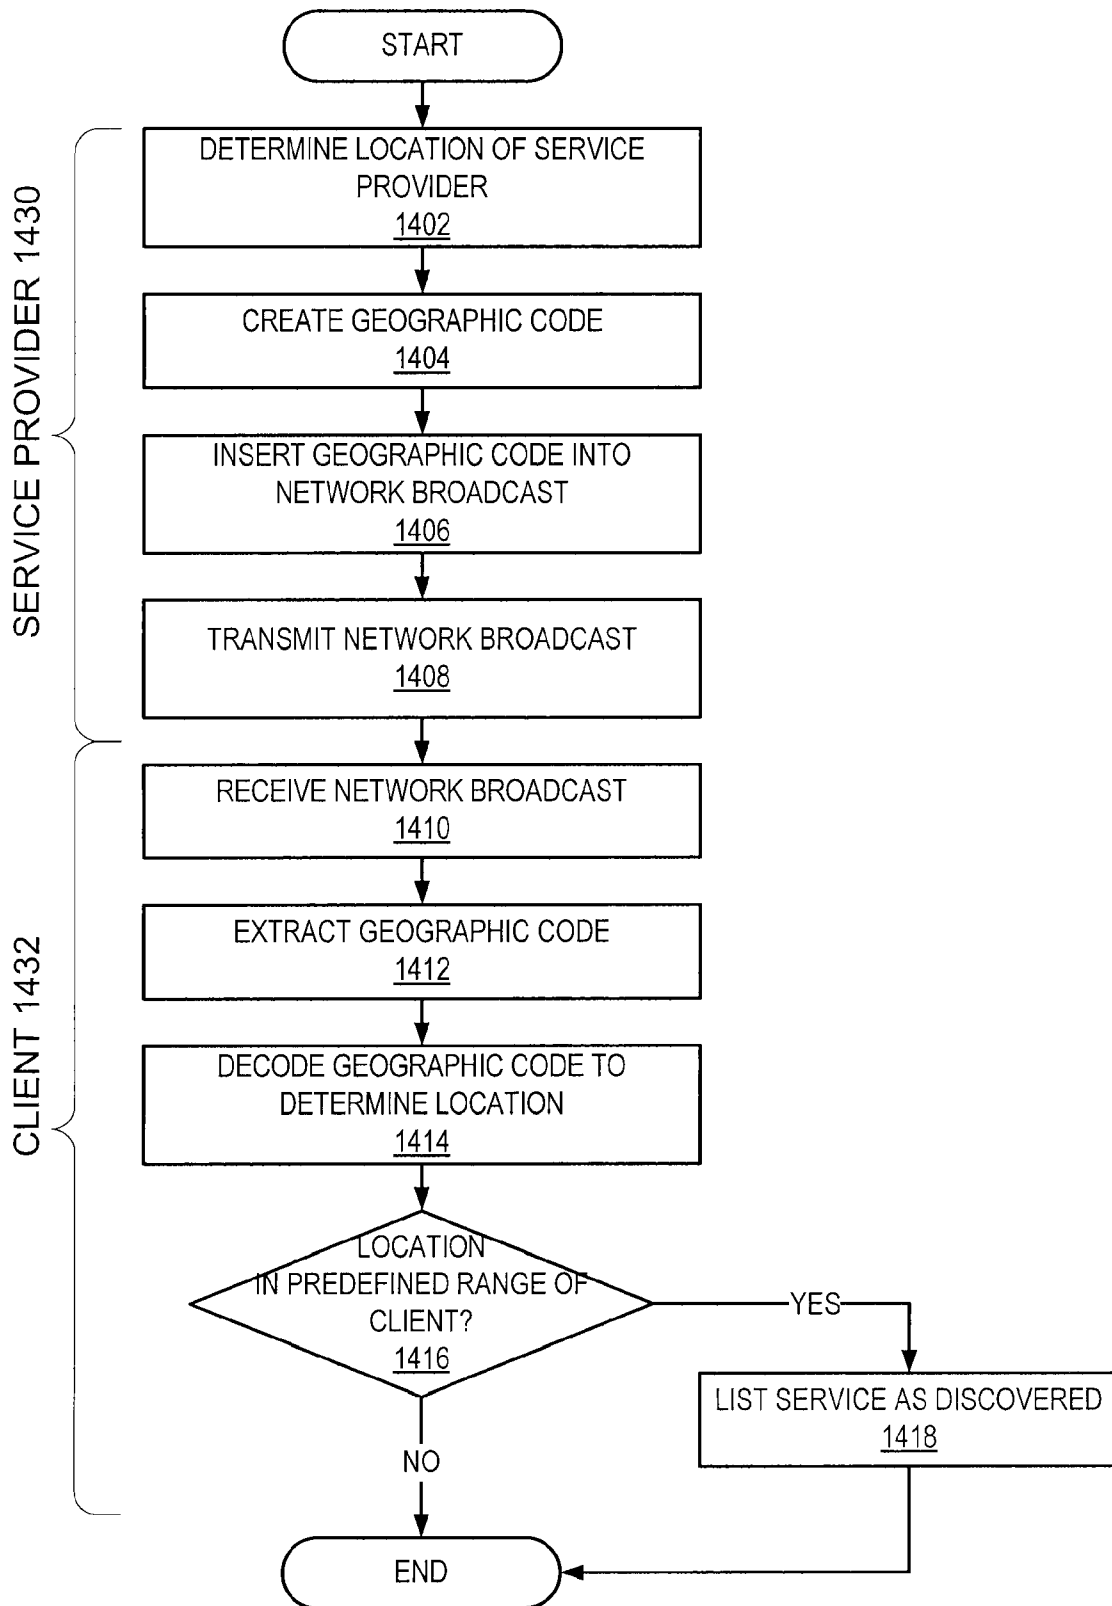 START
SERVICE PROVIDER 1430
DETERMINE LOCATION OF SERVICE
PROVIDER
1402
CREATE GEOGRAPHIC CODE
1404
INSERT GEOGRAPHIC CODE INTO
NETWORK BROADCAST
1406
TRANSMIT NETWORK BROADCAST
1408
CLIENT 1432
RECEIVE NETWORK BROADCAST
1410
EXTRACT GEOGRAPHIC CODE
1412
DECODE GEOGRAPHIC CODE TO
DETERMINE LOCATION
1414
LOCATION
IN PREDEFINED RANGE OF
CLIENT?
1416
YES
LIST SERVICE AS DISCOVERED
1418
NO
END